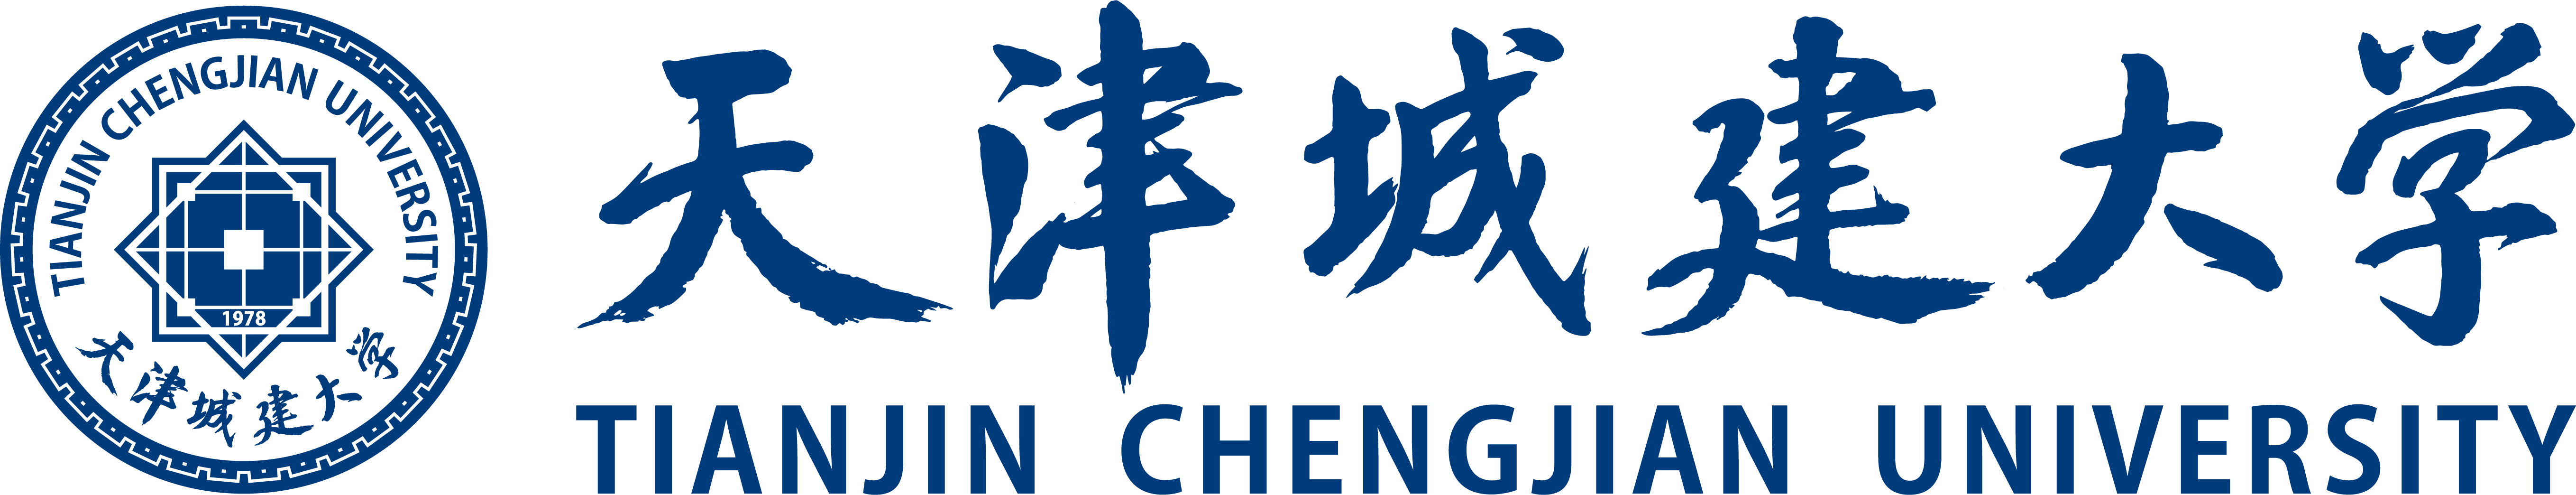 TIANJIN CHENGJIAN UNIVERSITY
1978
天津城建大学
天津城建大学
TIANJIN CHENGJIAN UNIVERSITY